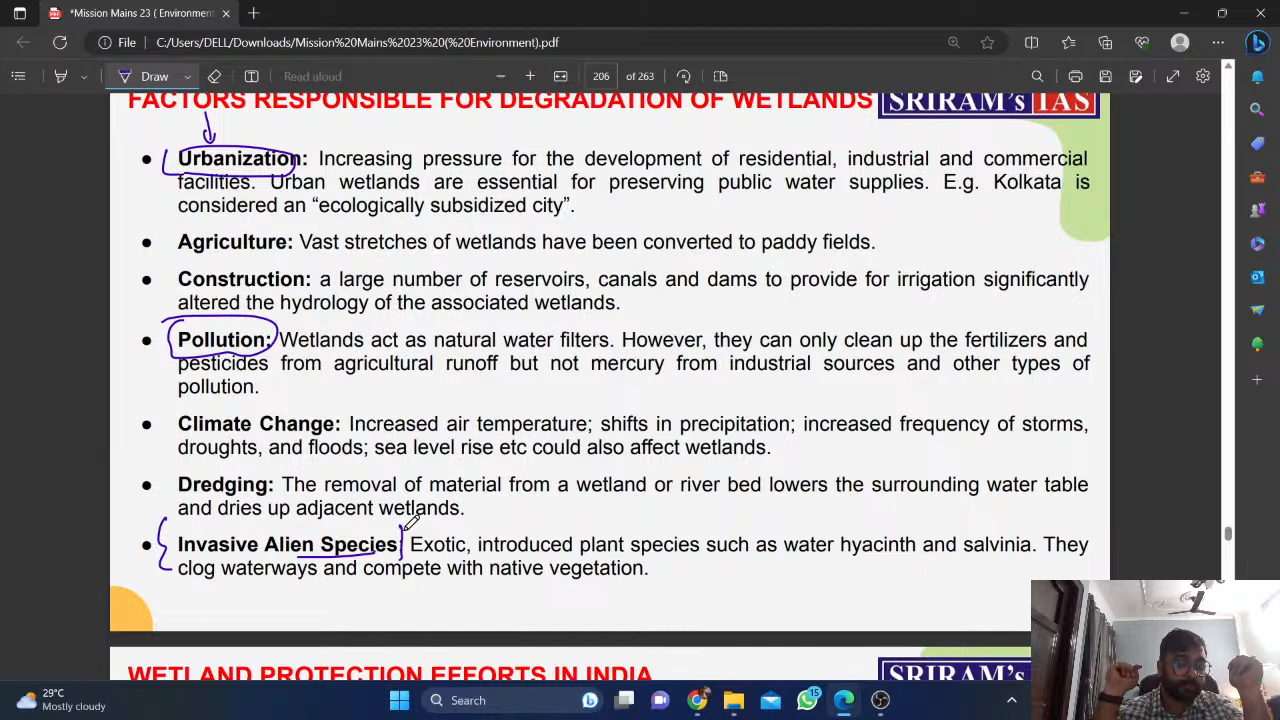 *Mission Mains 23 ( Environment
File
C:/Users/DELL/Downloads/Mission%20Mains%202023%20(%20Environment).pdf
Draw
Read aloud
206
of 263
FACTORS RESPONSIBLE FOR DEGRADATION OF WETLANDS
SRIRAM's IAS
● Urbanization: Increasing pressure for the development of residential, industrial and commercial
facilities. Urban wetlands are essential for preserving public water supplies. E.g. Kolkata is
considered an “ecologically subsidized city”.
● Agriculture: Vast stretches of wetlands have been converted to paddy fields.
● Construction: a large number of reservoirs, canals and dams to provide for irrigation significantly
altered the hydrology of the associated wetlands.
● Pollution: Wetlands act as natural water filters. However, they can only clean up the fertilizers and
pesticides from agricultural runoff but not mercury from industrial sources and other types of
pollution.
● Climate Change: Increased air temperature; shifts in precipitation; increased frequency of storms,
droughts, and floods; sea level rise etc could also affect wetlands.
● Dredging: The removal of material from a wetland or river bed lowers the surrounding water table
and dries up adjacent wetlands.
● Invasive Alien Species: Exotic, introduced plant species such as water hyacinth and salvinia. They
clog waterways and compete with native vegetation.
WETLAND PROTECTION EFFORTS IN INDIA
SRIRAM's IAS
29°C
Mostly cloudy
Search
15